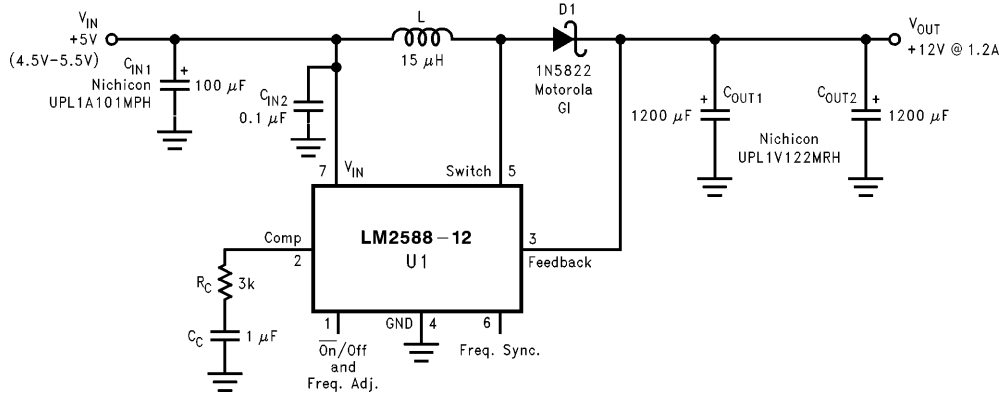 V_IN
+5V
(4.5V-5.5V)
C_IN1
Nichicon
UPL1A101MPH
+
100 μF
C_IN2
0.1 μF
L
15 μH
D1
1N5822
Motorola
GI
V_OUT
+12V @ 1.2A
+
C_OUT1
1200 μF
C_OUT2
+
1200 μF
Nichicon
UPL1V122MRH
7
V_IN
Switch
5
LM2588-12
U1
Comp
2
3
Feedback
R_C
3k
C_C
1 μF
1
GND
4
6
O̅n̅/Off
and
Freq. Adj.
Freq. Sync.